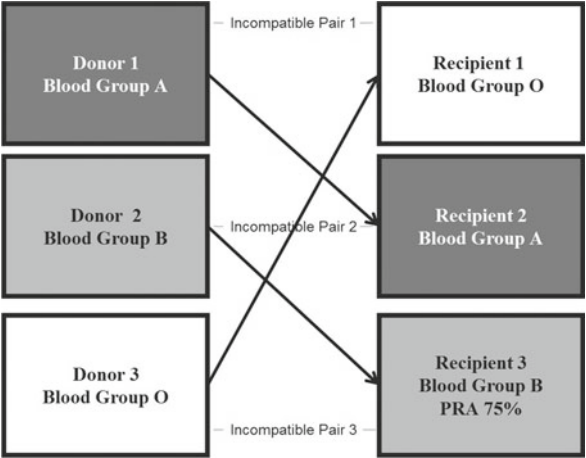 Incompatible Pair 1
Donor 1
Blood Group A
Recipient 1
Blood Group O
Donor 2
Blood Group B
Incompatible Pair 2
Recipient 2
Blood Group A
Donor 3
Blood Group O
Recipient 3
Blood Group B
PRA 75%
Incompatible Pair 3